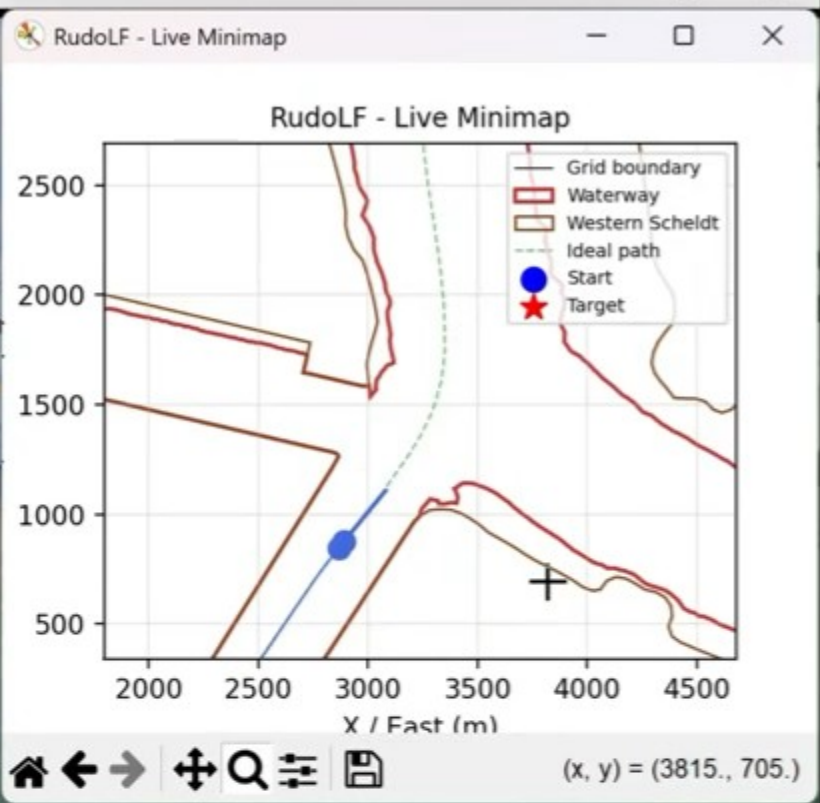 RudoLF - Live Minimap
RudoLF - Live Minimap
Grid boundary
Waterway
Western Scheldt
Ideal path
Start
Target
2500
2000
1500
1000
500
2000 2500 3000 3500 4000 4500
X / East (m)
(x, y) = (3815., 705.)